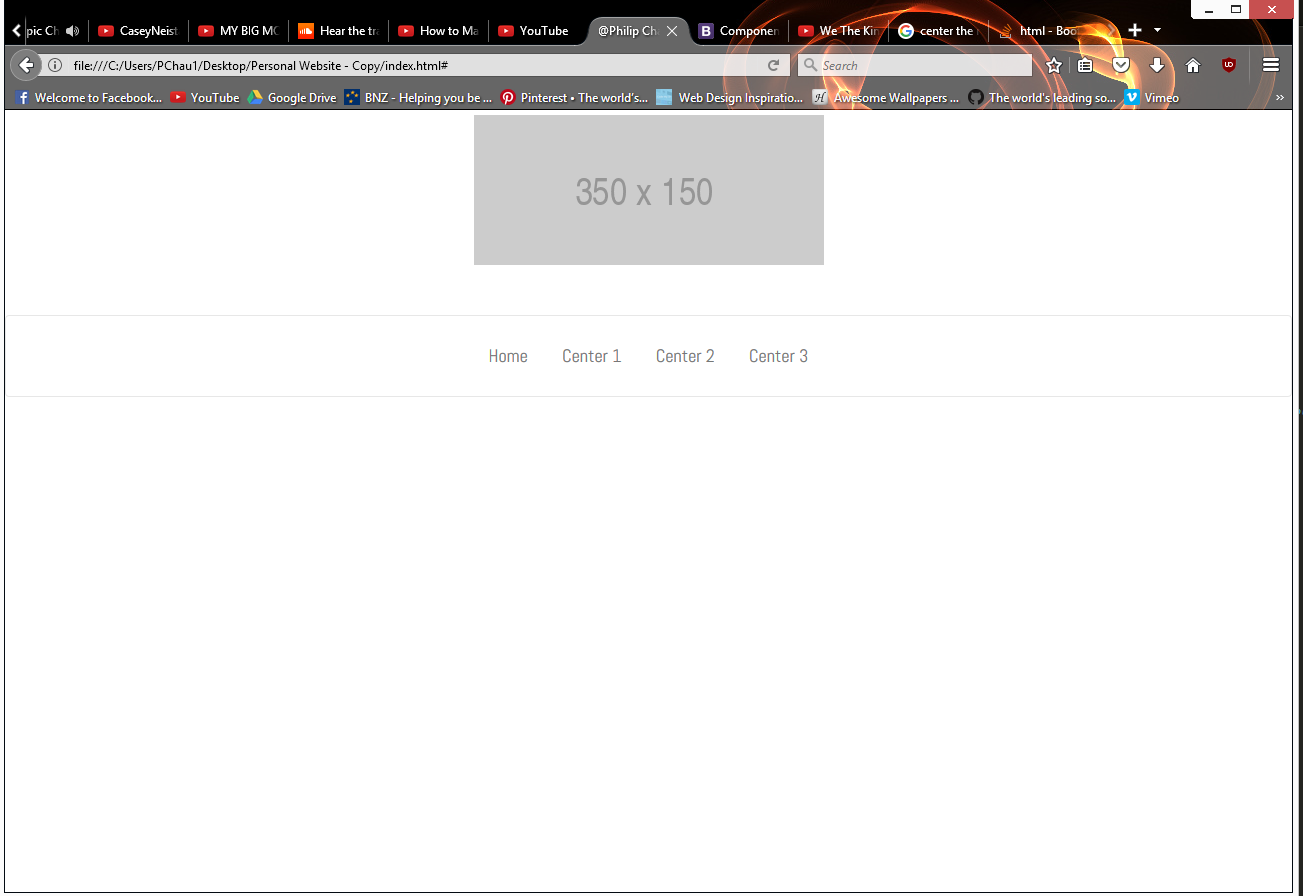 pic Ch CaseyNeist MY BIG MO Hear the tra How to Ma YouTube @Philip Cha B Componen We The Kin G center the html - Boo
file:///C:/Users/PChau1/Desktop/Personal Website - Copy/index.html# Search
Welcome to Facebook... YouTube Google Drive BNZ - Helping you be ... Pinterest • The world's... Web Design Inspiratio... H Awesome Wallpapers ... The world's leading so... Vimeo »
350 x 150
Home Center 1 Center 2 Center 3